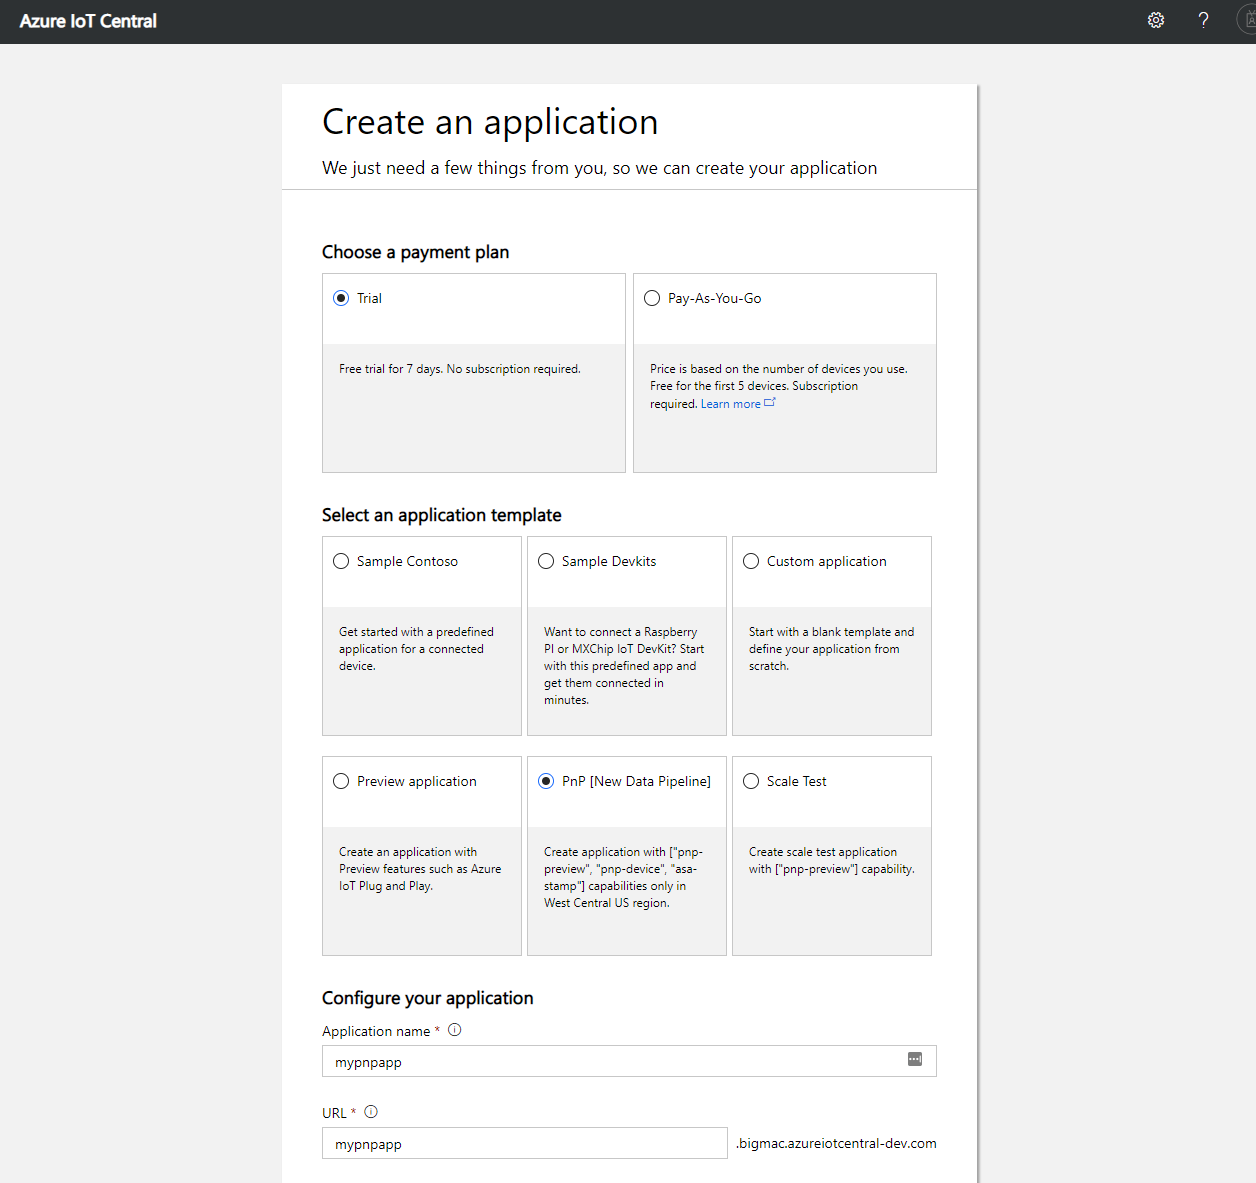 Azure IoT Central
?
Create an application
We just need a few things from you, so we can create your application
Choose a payment plan
Trial
Free trial for 7 days. No subscription required.
Pay-As-You-Go
Price is based on the number of devices you use.
Free for the first 5 devices. Subscription
required. Learn more
Select an application template
Sample Contoso
Get started with a predefined
application for a connected
device.
Sample Devkits
Want to connect a Raspberry
PI or MXChip IoT DevKit? Start
with this predefined app and
get them connected in
minutes.
Custom application
Start with a blank template and
define your application from
scratch.
Preview application
Create an application with
Preview features such as Azure
IoT Plug and Play.
PnP [New Data Pipeline]
Create application with ["pnp-
preview", "pnp-device", "asa-
stamp"] capabilities only in
West Central US region.
Scale Test
Create scale test application
with ["pnp-preview"] capability.
Configure your application
Application name *
mypnpapp
URL *
mypnpapp
.bigmac.azureiotcentral-dev.com